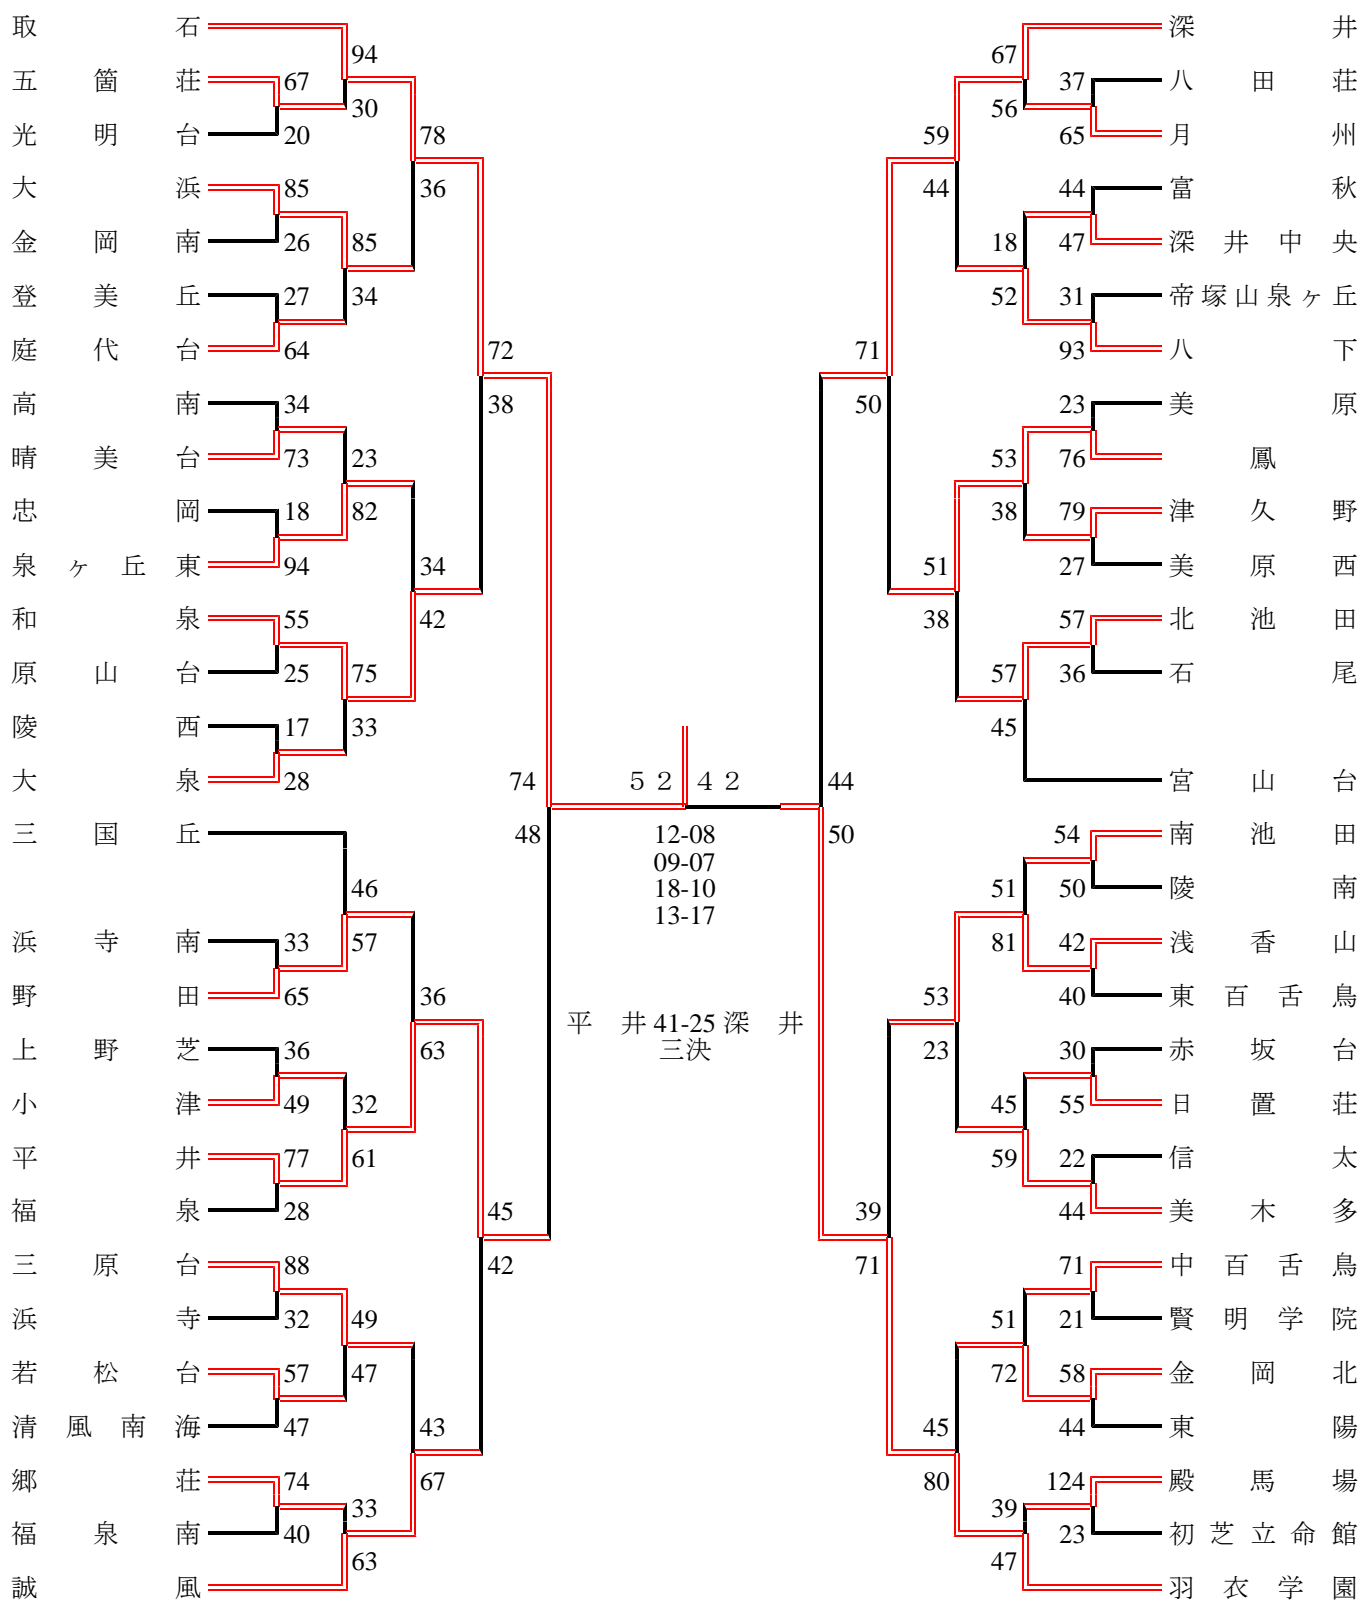 取石
五箇荘
光明台
大浜
金岡南
登美丘
庭代台
高南
晴美台
忠岡
泉ヶ丘東
和泉
原山台
陵西
大泉
三国丘
浜寺南
野田
上野芝
小津
平井
福泉
三原台
浜寺
若松台
清風南海
郷荘
福泉南
誠風
67
20
85
26
27
64
34
73
18
94
55
25
17
28
33
65
36
49
77
28
88
32
57
47
74
40
94
30
85
34
23
82
75
33
46
57
32
61
49
47
33
63
78
36
34
42
36
63
43
67
72
38
45
42
74
48
５２ ４２
12-08
09-07
18-10
13-17
平井 41-25 深井
三決
44
50
71
50
39
71
59
44
51
38
53
23
45
80
67
56
18
52
53
38
57
45
51
81
45
59
51
72
39
47
37
65
44
47
31
93
23
76
79
27
57
36
54
50
42
40
30
55
22
44
71
21
58
44
124
23
深井
八田荘
月州
富秋
深井中央
帝塚山泉ヶ丘
八下
美原
鳳
津久野
美原西
北池田
石尾
宮山台
南池田
陵南
浅香山
東百舌鳥
赤坂台
日置荘
信太
美木多
中百舌鳥
賢明学院
金岡北
東陽
殿馬場
初芝立命館
羽衣学園